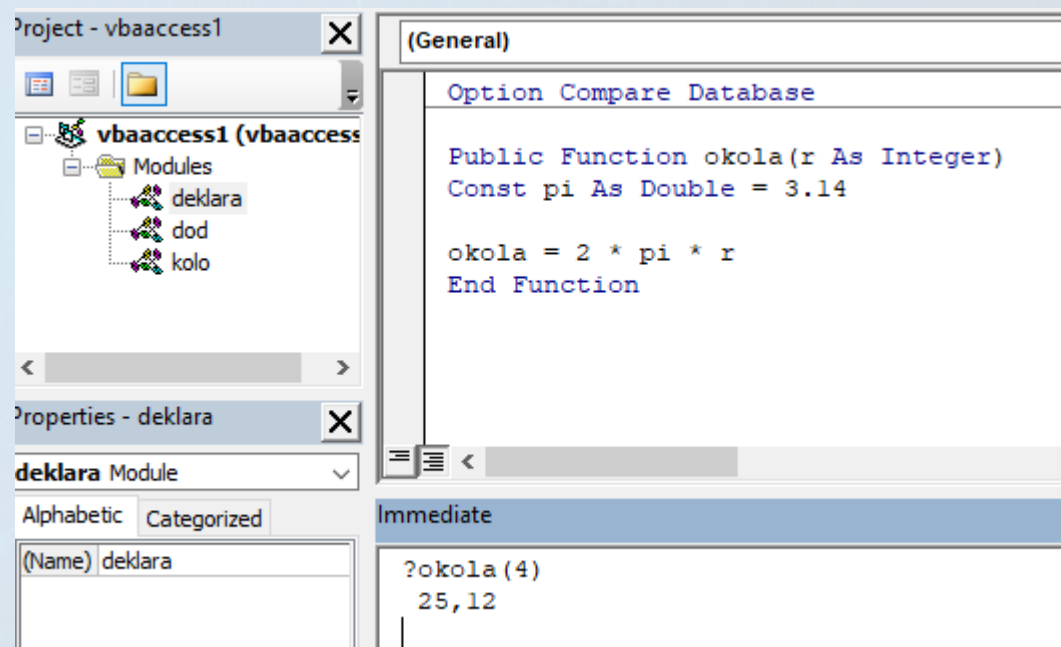 Project - vbaaccess1
vbaaccess1 (vbaaccess
Modules
deklara
dod
kolo
Properties - deklara
deklara Module
Alphabetic Categorized
(Name) deklara
(General)
Option Compare Database
Public Function okola(r As Integer)
Const pi As Double = 3.14
okola = 2 * pi * r
End Function
Immediate
?okola(4)
25,12